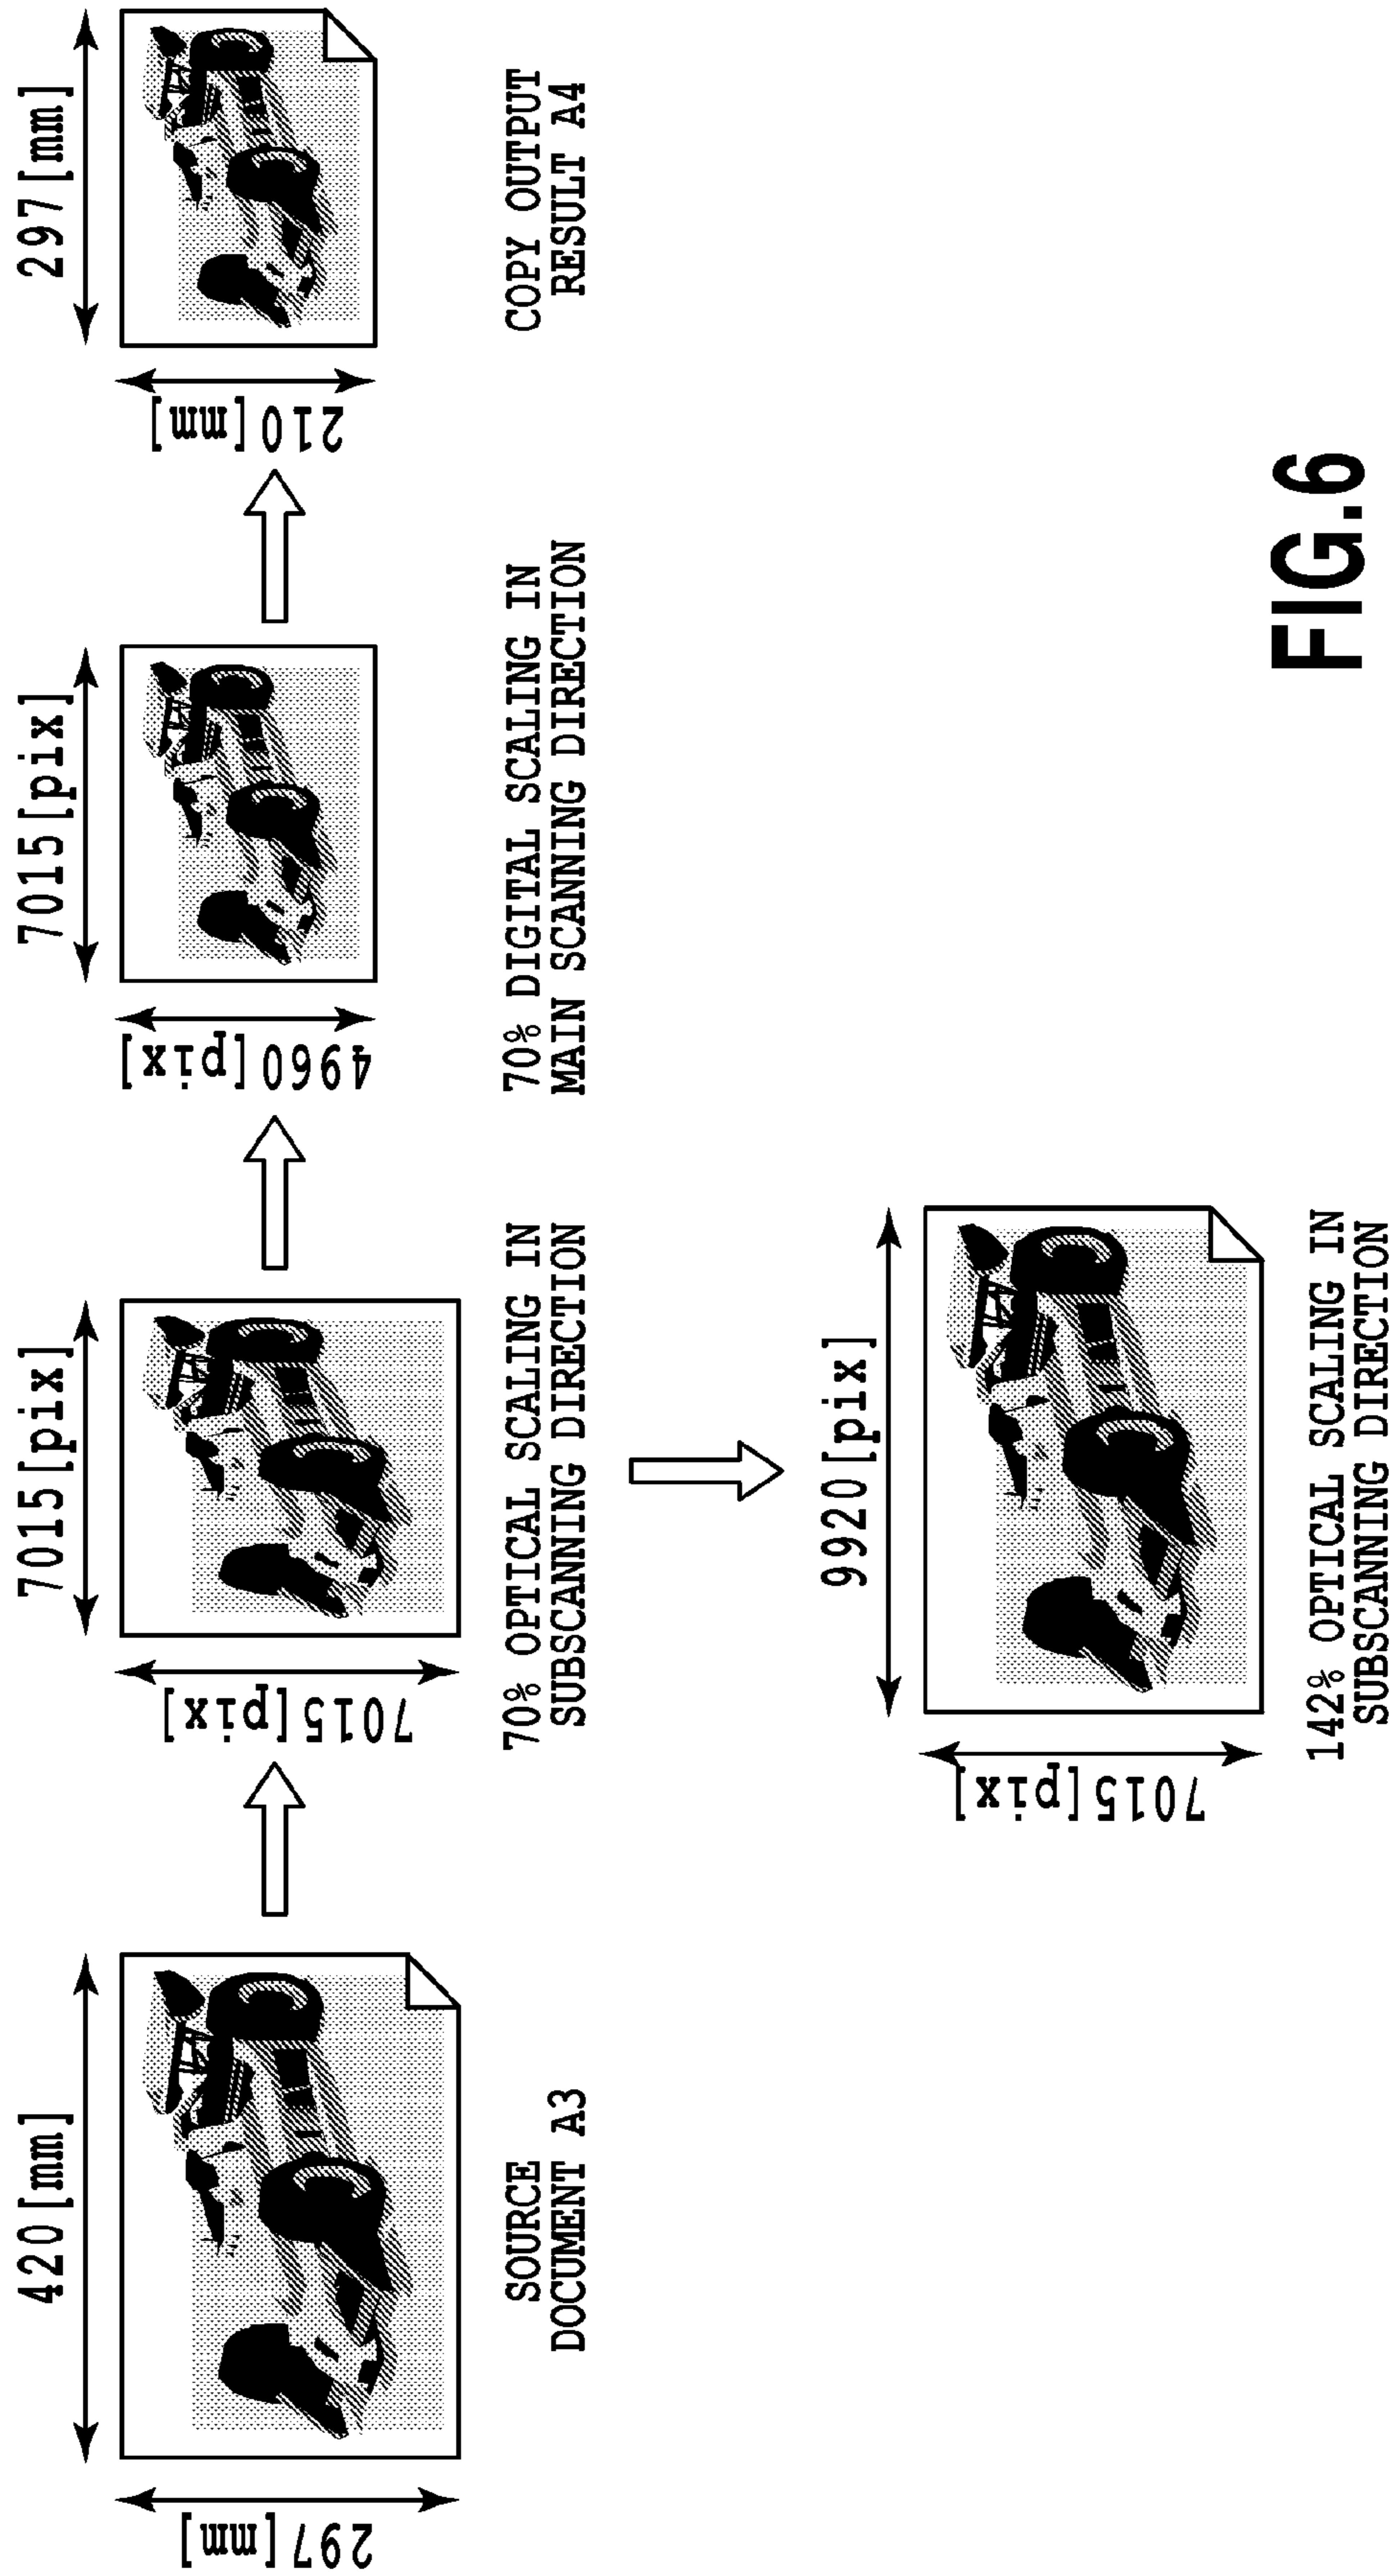 420[mm]
297[mm]
SOURCE
DOCUMENT A3
7015[pix]
7015[pix]
70% OPTICAL SCALING IN
SUBSCANNING DIRECTION
7015[pix]
4960[pix]
70% DIGITAL SCALING IN
MAIN SCANNING DIRECTION
297[mm]
210[mm]
COPY OUTPUT
RESULT A4
9920[pix]
7015[pix]
142% OPTICAL SCALING IN
SUBSCANNING DIRECTION
FIG.6